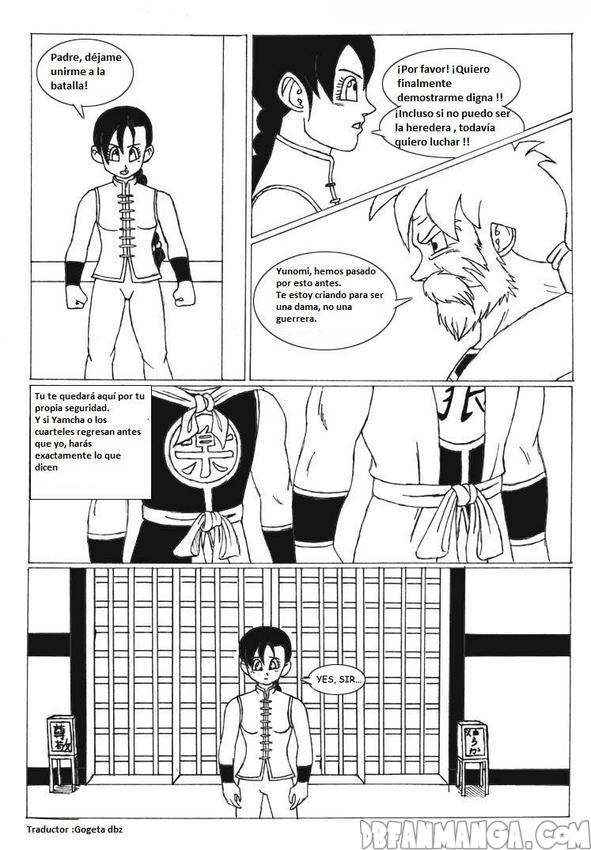 Padre, déjame
unirme a la
batalla!
¡Por favor! ¡Quiero
finalmente
demostrarme digna !!
¡Incluso si no puedo ser
la heredera , todavía
quiero luchar !!
Yunomi, hemos pasado
por esto antes.
Te estoy criando para ser
una dama, no una
guerrera.
Tu te quedará aquí por tu
propia seguridad.
Y si Yamcha o los
cuarteles regresan antes
que yo, harás
exactamente lo que
dicen
YES, SIR...
尊
敬
Traductor :Gogeta dbz
DBFANMANGA.COM